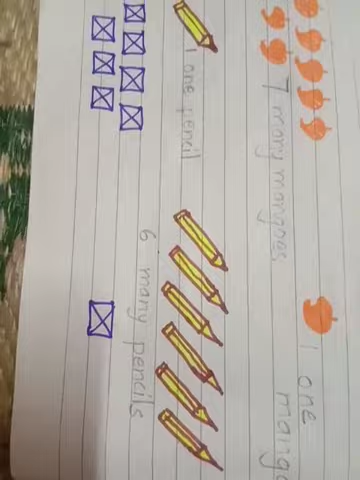 7 many mangoes
1 one mango
1 one pencil
6 many pencils